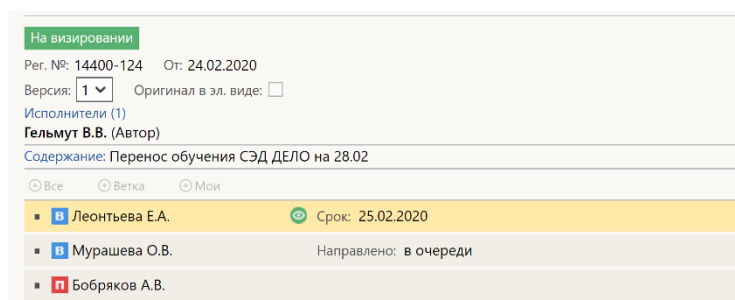 На визировании
Рег. №: 14400-124 От: 24.02.2020
Версия: 1 Оригинал в эл. виде:
Исполнители (1)
Гельмут В.В. (Автор)
Содержание: Перенос обучения СЭД ДЕЛО на 28.02
Все Ветка Мои
В Леонтьева Е.А. Срок: 25.02.2020
В Мурашева О.В. Направлено: в очереди
П Бобряков А.В.